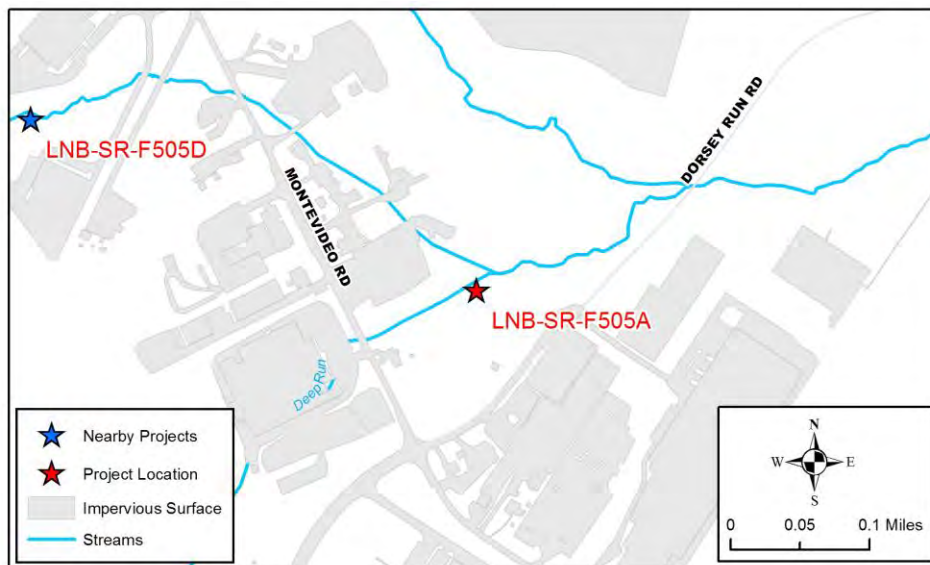 LNB-SR-F505D
MONTEVIDEO RD
DORSEY RUN RD
LNB-SR-F505A
Deep Run
Nearby Projects
Project Location
Impervious Surface
Streams
N
W E
S
0 0.05 0.1 Miles